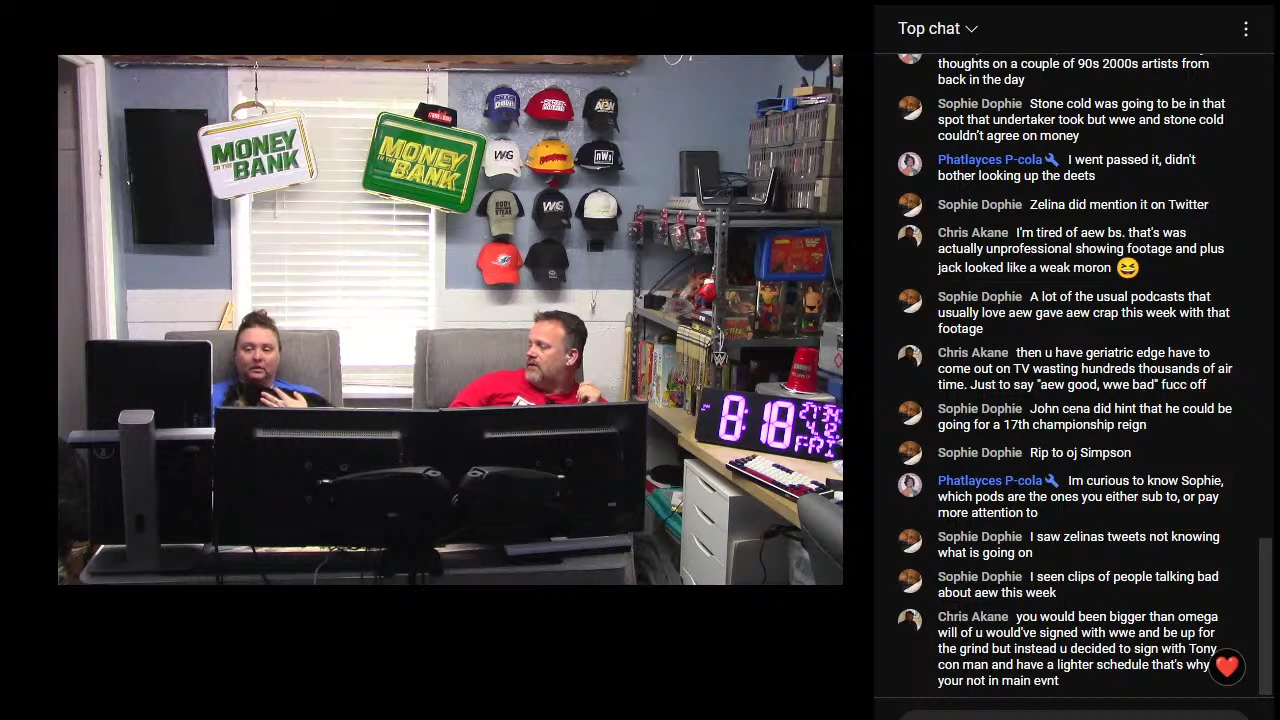 Top chat
thoughts on a couple of 90s 2000s artists from
back in the day
Sophie Dophie Stone cold was going to be in that
spot that undertaker took but wwe and stone cold
couldn't agree on money
Phatlayces P-cola I went passed it, didn't
bother looking up the deets
Sophie Dophie Zelina did mention it on Twitter
Chris Akane I'm tired of aew bs. that's was
actually unprofessional showing footage and plus
jack looked like a weak moron
Sophie Dophie A lot of the usual podcasts that
usually love aew gave aew crap this week with that
footage
Chris Akane then u have geriatric edge have to
come out on TV wasting hundreds thousands of air
time. Just to say "aew good, wwe bad" fucc off
Sophie Dophie John cena did hint that he could be
going for a 17th championship reign
Sophie Dophie Rip to oj Simpson
Phatlayces P-cola Im curious to know Sophie,
which pods are the ones you either sub to, or pay
more attention to
Sophie Dophie I saw zelinas tweets not knowing
what is going on
Sophie Dophie I seen clips of people talking bad
about aew this week
Chris Akane you would been bigger than omega
will of u would've signed with wwe and be up for
the grind but instead u decided to sign with Tony
con man and have a lighter schedule that's why
your not in main evnt
MONEY
IN THE BANK
MONEY
IN THE BANK
W4G
nWo
W4G
8:18
FRI